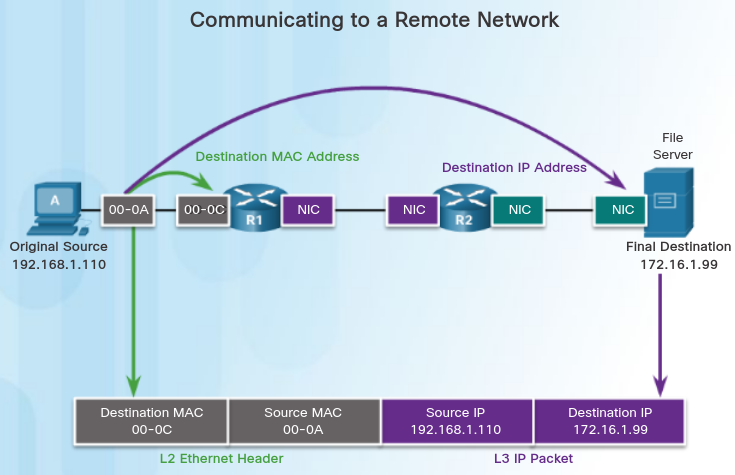 Communicating to a Remote Network
File
Server
Destination MAC Address
Destination IP Address
A
00-0A
00-0C
R1
NIC
NIC
R2
NIC
NIC
Original Source
192.168.1.110
Final Destination
172.16.1.99
Destination MAC
00-0C
Source MAC
00-0A
Source IP
192.168.1.110
Destination IP
172.16.1.99
L2 Ethernet Header
L3 IP Packet